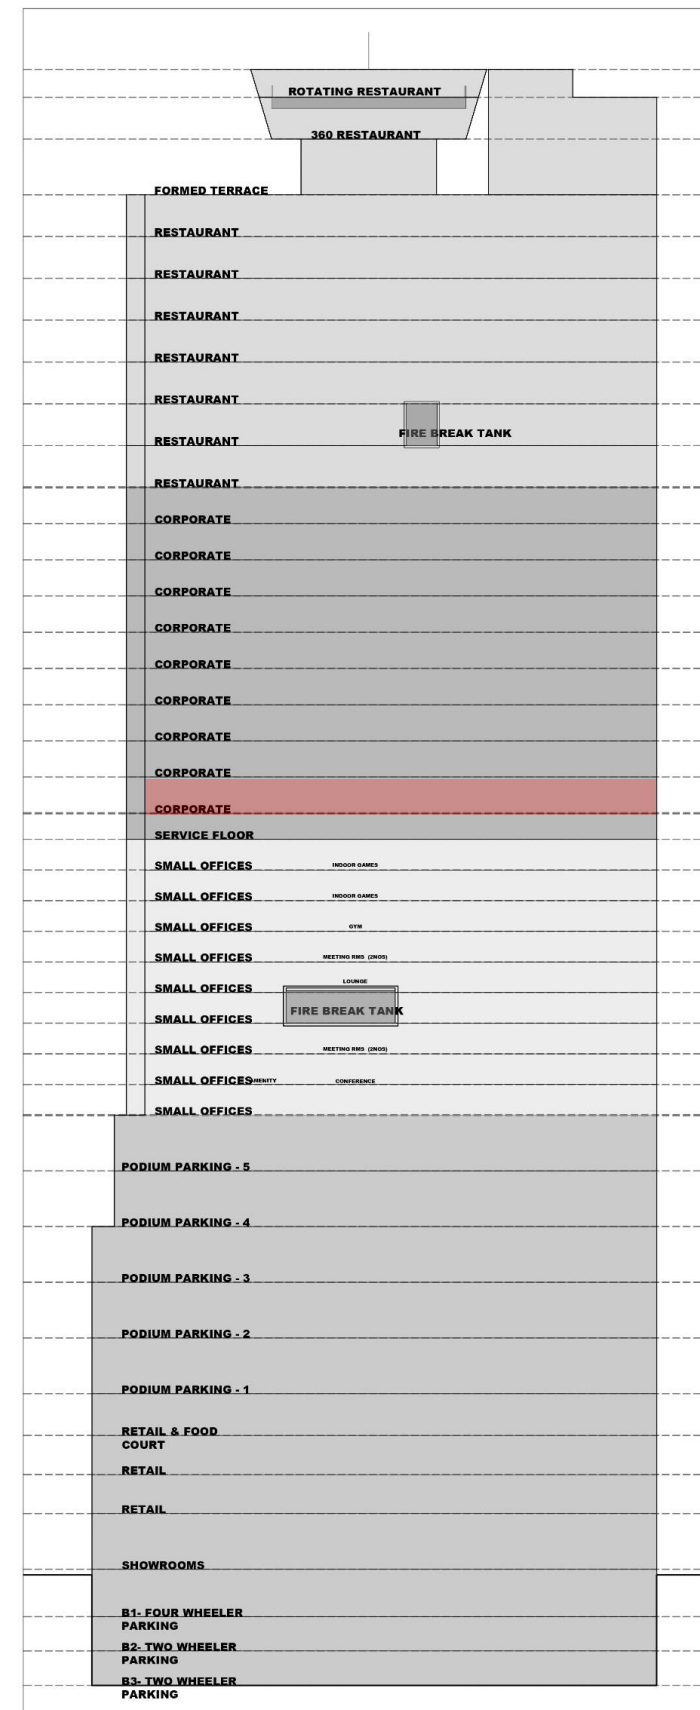 ROTATING RESTAURANT
360 RESTAURANT
FORMED TERRACE
RESTAURANT
RESTAURANT
RESTAURANT
RESTAURANT
RESTAURANT
FIRE BREAK TANK
RESTAURANT
RESTAURANT
CORPORATE
CORPORATE
CORPORATE
CORPORATE
CORPORATE
CORPORATE
CORPORATE
CORPORATE
CORPORATE
SERVICE FLOOR
SMALL OFFICES INDOOR GAMES
SMALL OFFICES INDOOR GAMES
SMALL OFFICES GYM
SMALL OFFICES MEETING RMS (2NOS)
LOUNGE
SMALL OFFICES
FIRE BREAK TANK
SMALL OFFICES
SMALL OFFICES MEETING RMS (2NOS)
SMALL OFFICES AMENITY CONFERENCE
SMALL OFFICES
PODIUM PARKING - 5
PODIUM PARKING - 4
PODIUM PARKING - 3
PODIUM PARKING - 2
PODIUM PARKING - 1
RETAIL & FOOD
COURT
RETAIL
RETAIL
SHOWROOMS
B1- FOUR WHEELER
PARKING
B2- TWO WHEELER
PARKING
B3- TWO WHEELER
PARKING